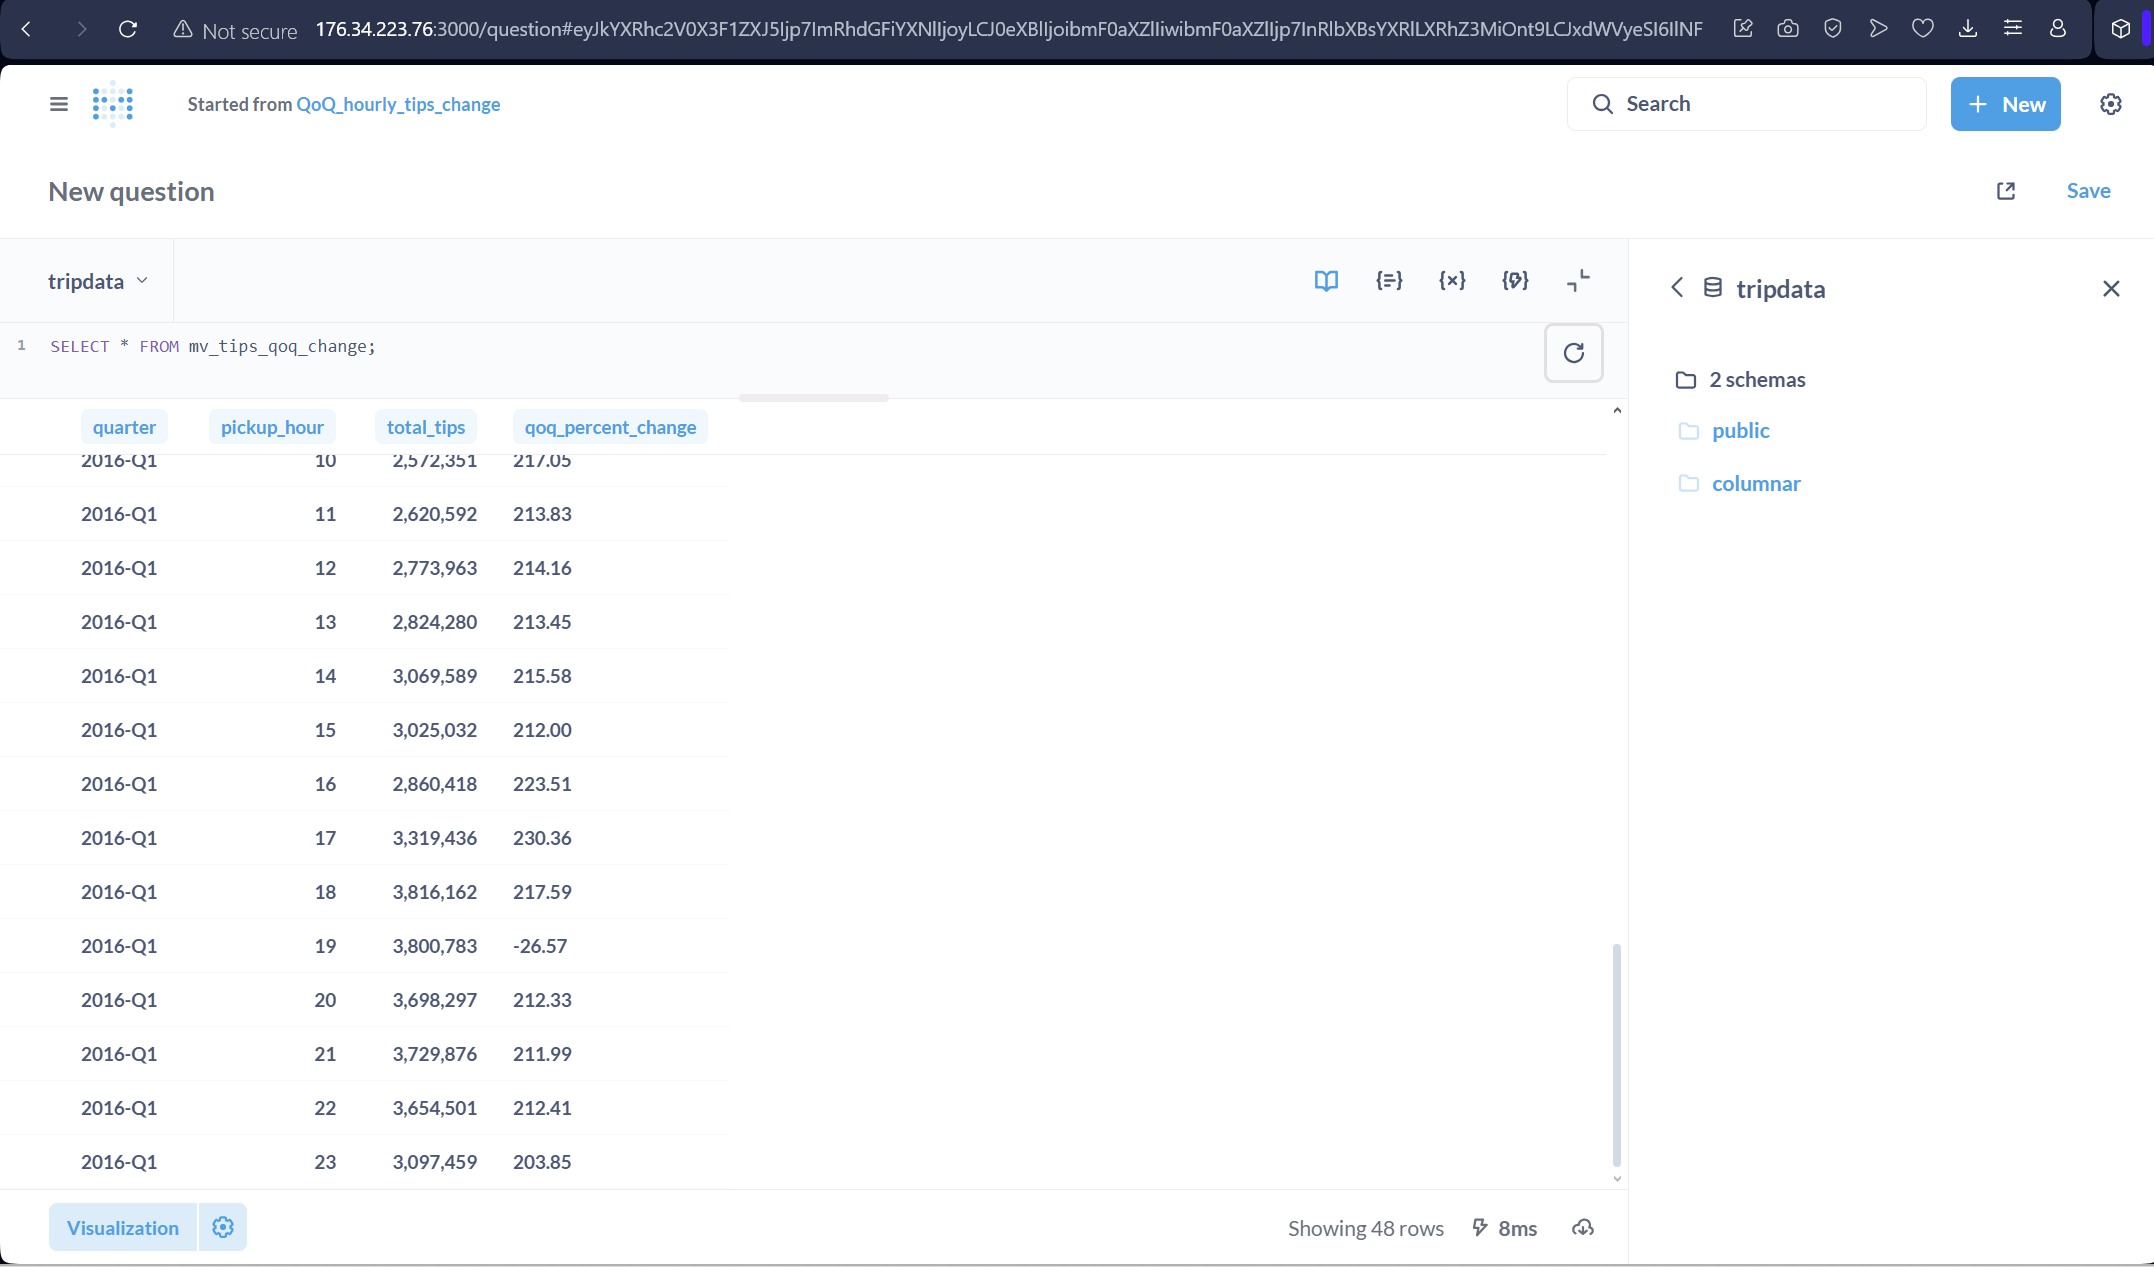 Not secure 176.34.223.76:3000/question#eyJkYXRhc2V0X3F1ZXJ5Ijp7ImRhdGFiYXNlIjoyLCJ0eXBlIjoibmF0aXZlIiwibmF0aXZlIjp7InRlbXBsYXRlLXRhZ3MiOnt9LCJxdWVyeSI6IlNF
Started from QoQ_hourly_tips_change
Search
+ New
New question
Save
tripdata
tripdata
1 SELECT * FROM mv_tips_qoq_change;
2 schemas
public
columnar
quarter pickup_hour total_tips qoq_percent_change
2016-Q1 10 2,572,351 217.05
2016-Q1 11 2,620,592 213.83
2016-Q1 12 2,773,963 214.16
2016-Q1 13 2,824,280 213.45
2016-Q1 14 3,069,589 215.58
2016-Q1 15 3,025,032 212.00
2016-Q1 16 2,860,418 223.51
2016-Q1 17 3,319,436 230.36
2016-Q1 18 3,816,162 217.59
2016-Q1 19 3,800,783 -26.57
2016-Q1 20 3,698,297 212.33
2016-Q1 21 3,729,876 211.99
2016-Q1 22 3,654,501 212.41
2016-Q1 23 3,097,459 203.85
Visualization
Showing 48 rows 8ms